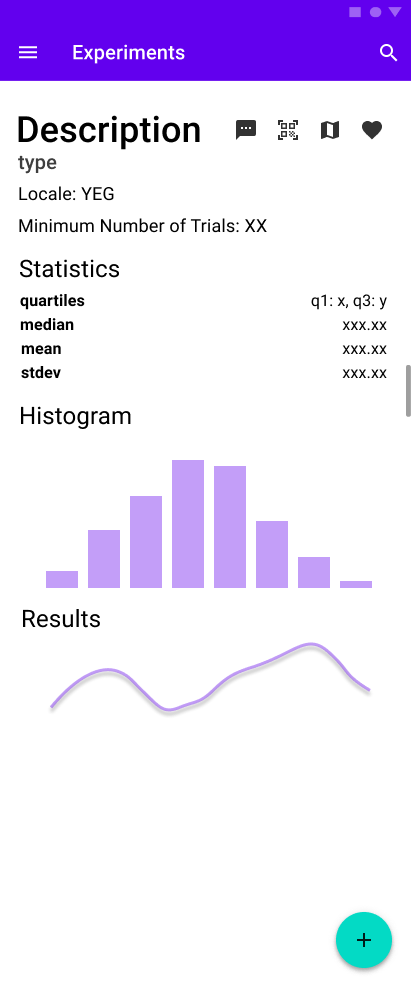 Experiments
Description
type
Locale: YEG
Minimum Number of Trials: XX
Statistics
quartiles q1: x, q3: y
median xxx.xx
mean xxx.xx
stdev xxx.xx
Histogram
Results